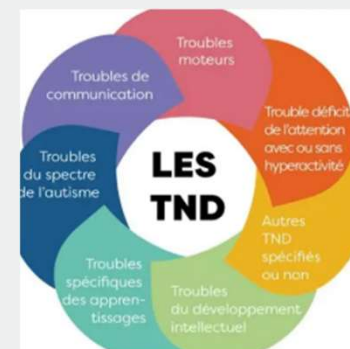 Troubles
moteurs
Troubles de
communication
Trouble déficit
de l'attention
avec ou sans
hyperactivité
Troubles
du spectre
de l'autisme
LES
TND
Autres
TND
spécifiés
ou non
Troubles
spécifiques
des appren-
tissages
Troubles
du développement
intellectuel